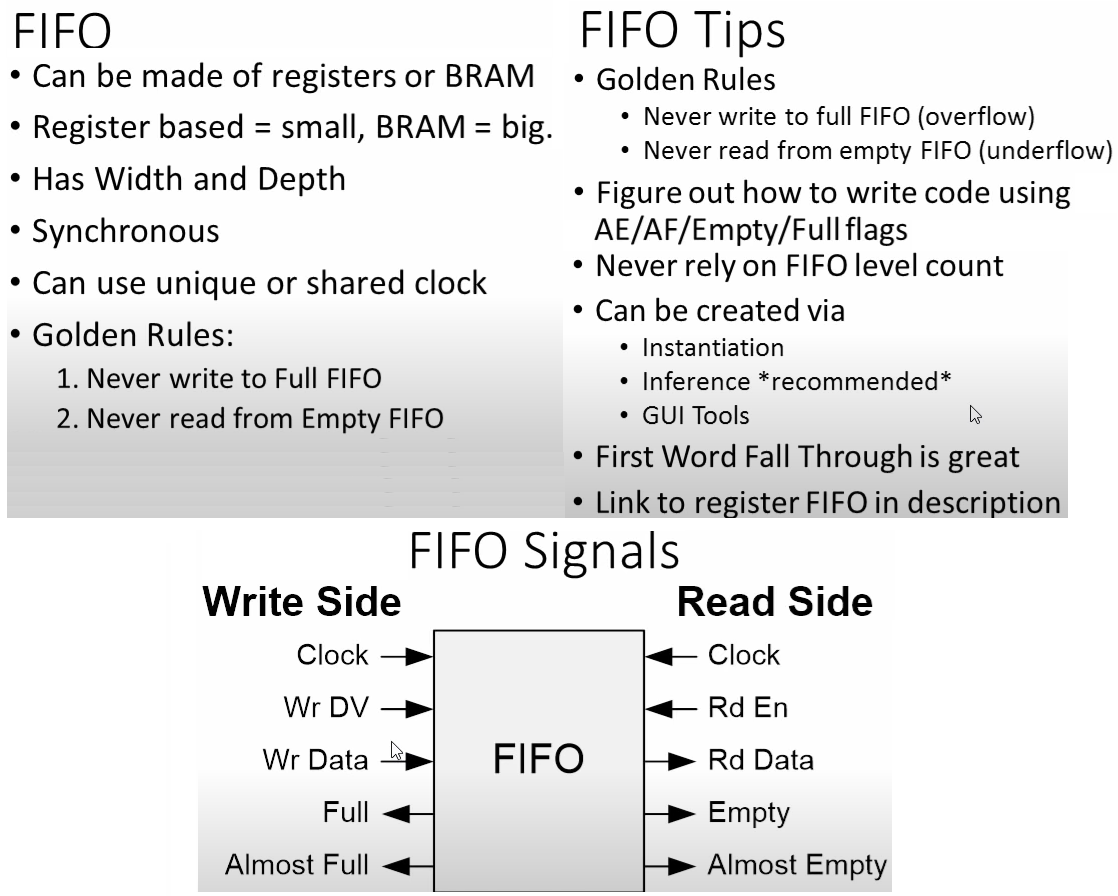 FIFO
• Can be made of registers or BRAM
• Register based = small, BRAM = big.
• Has Width and Depth
• Synchronous
• Can use unique or shared clock
• Golden Rules:
1. Never write to Full FIFO
2. Never read from Empty FIFO
FIFO Tips
• Golden Rules
• Never write to full FIFO (overflow)
• Never read from empty FIFO (underflow)
• Figure out how to write code using
AE/AF/Empty/Full flags
• Never rely on FIFO level count
• Can be created via
• Instantiation
• Inference *recommended*
• GUI Tools
• First Word Fall Through is great
• Link to register FIFO in description
FIFO Signals
Write Side
Read Side
Clock
Wr DV
Wr Data
Full
Almost Full
FIFO
Clock
Rd En
Rd Data
Empty
Almost Empty